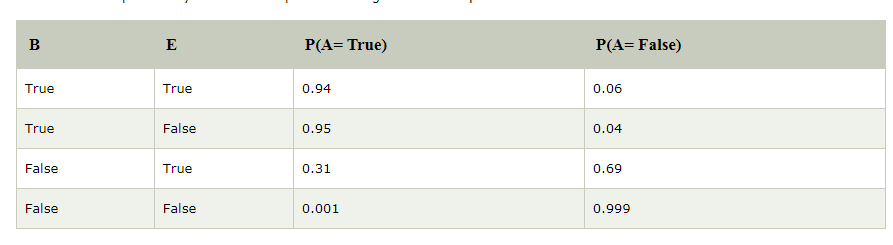 B E P(A= True) P(A= False)
True True 0.94 0.06
True False 0.95 0.04
False True 0.31 0.69
False False 0.001 0.999